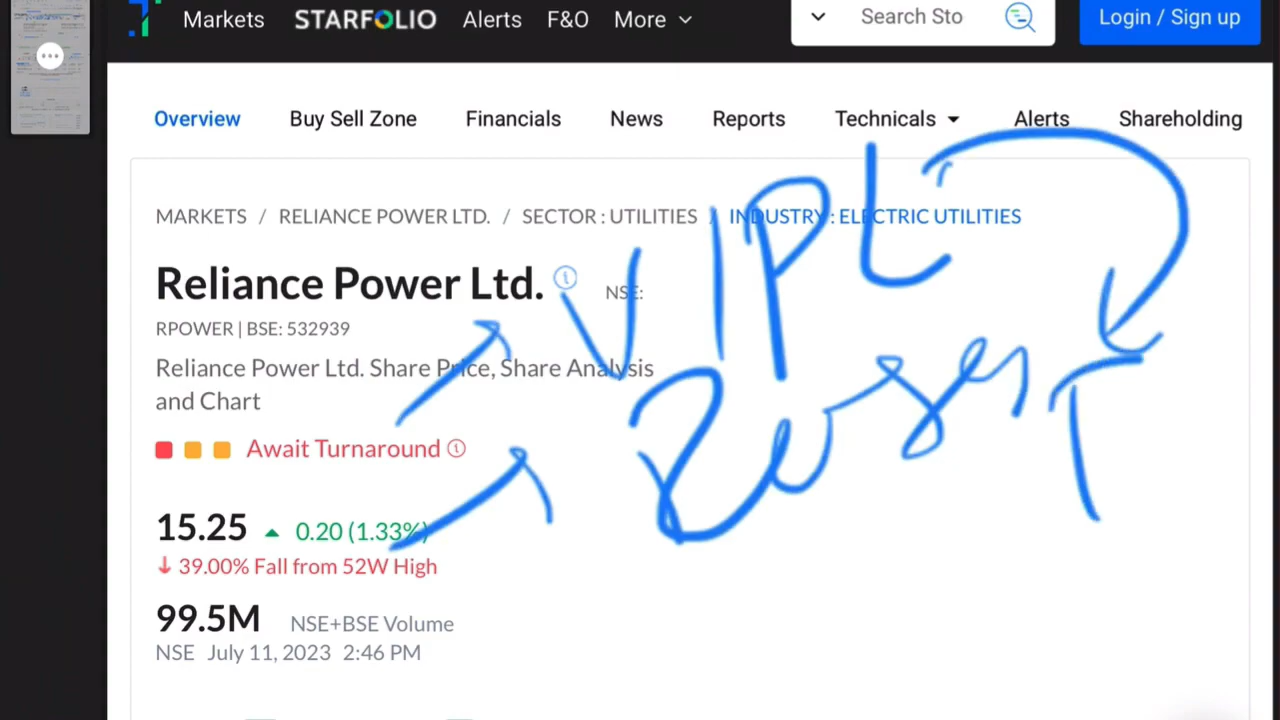 Markets STARFOLIO Alerts F&O More Search Sto Login / Sign up
Overview Buy Sell Zone Financials News Reports Technicals Alerts Shareholding
MARKETS / RELIANCE POWER LTD. / SECTOR : UTILITIES / INDUSTRY : ELECTRIC UTILITIES
Reliance Power Ltd. NSE:
RPOWER | BSE: 532939
Reliance Power Ltd. Share Price, Share Analysis
and Chart
Await Turnaround
15.25 0.20 (1.33%)
39.00% Fall from 52W High
99.5M NSE+BSE Volume
NSE July 11, 2023 2:46 PM
VIPL